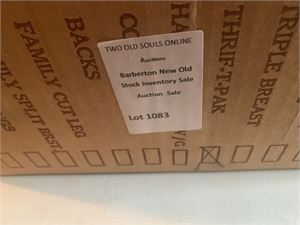 TWO OLD SOULS ONLINE
Auctions
Barberton New Old
Stock Inventory Sale
Auction Sale
Lot 1083
FAMILY CUT LEG
BACKS
THRIF-T-PAK
TRIPLE BREAST
W/G